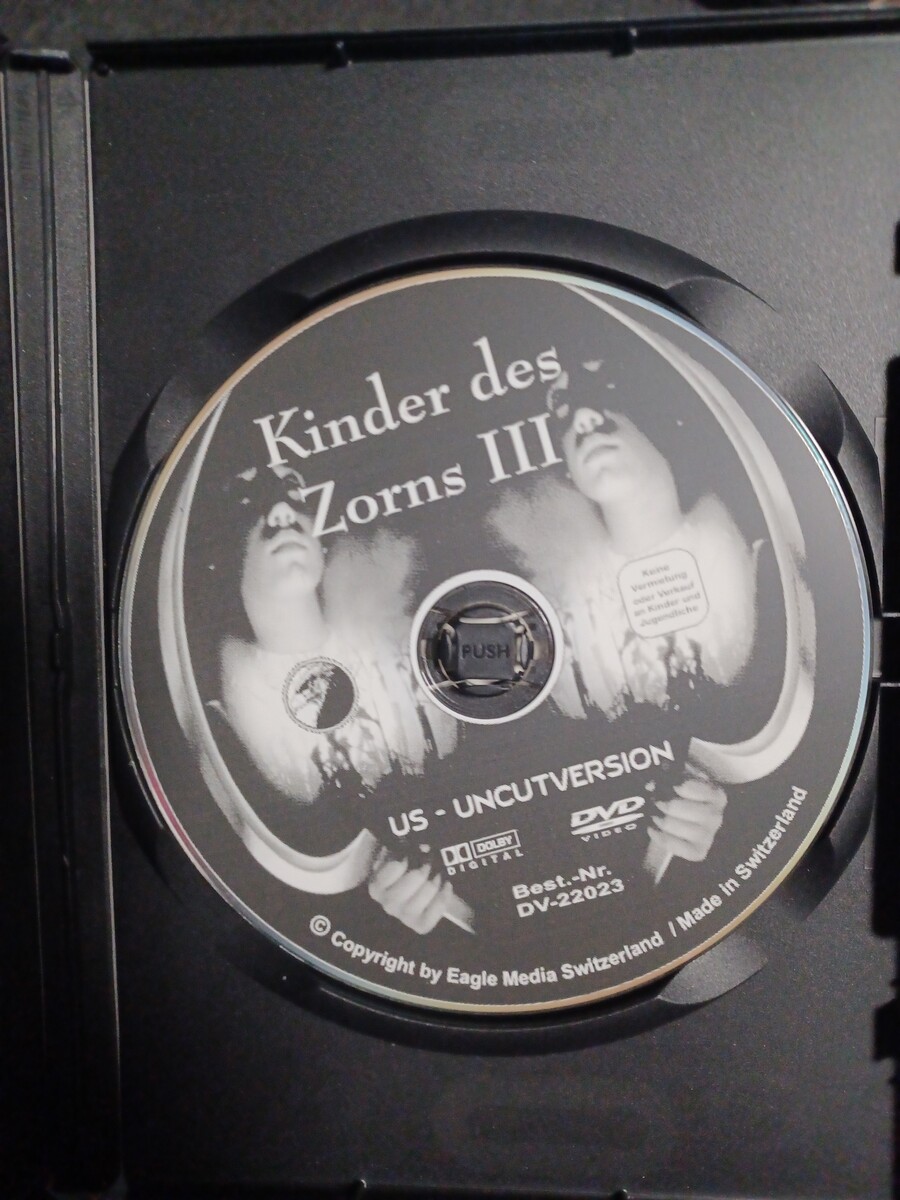 Kinder des
Zorns III
Keine
Vermietung
oder Verkauf
an Kinder und
Jugendliche
PUSH
US - UNCUTVERSION
DOLBY
DIGITAL
DVD
VIDEO
Best.-Nr.
DV-22023
© Copyright by Eagle Media Switzerland / Made in Switzerland